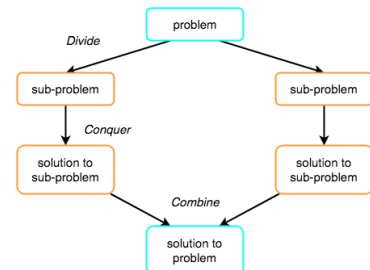 problem
Divide
sub-problem
sub-problem
Conquer
solution to
sub-problem
solution to
sub-problem
Combine
solution to
problem